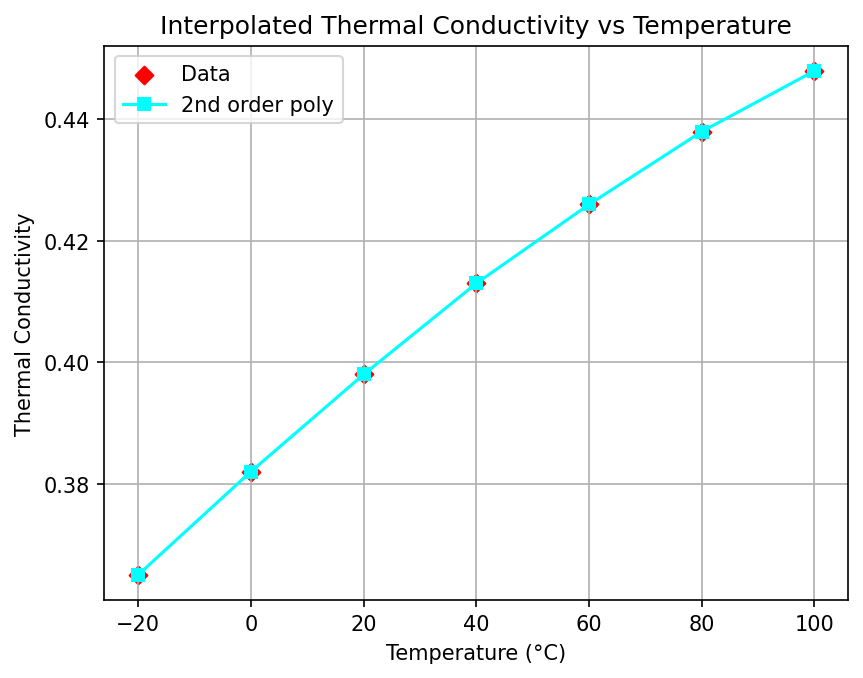 Interpolated Thermal Conductivity vs Temperature
Data
2nd order poly
Thermal Conductivity
0.44
0.42
0.40
0.38
−20 0 20 40 60 80 100
Temperature (°C)